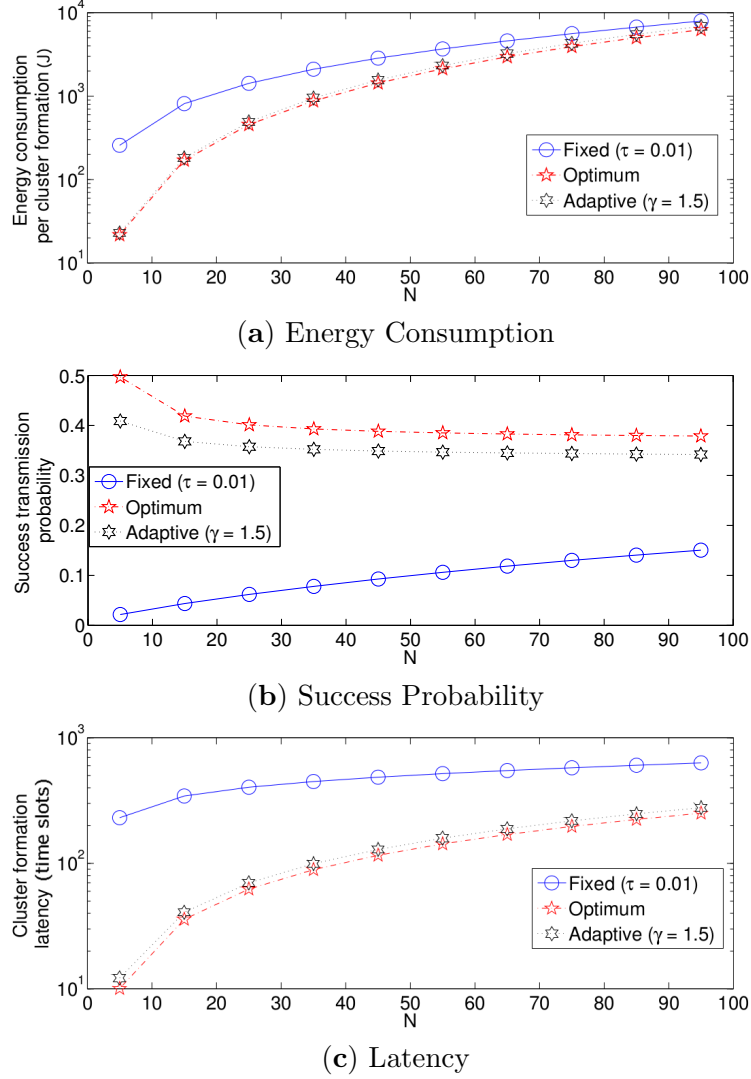 10^4
10^3
10^2
10^1
Energy consumption
per cluster formation (J)
Fixed (τ = 0.01)
Optimum
Adaptive (γ = 1.5)
0 10 20 30 40 50 60 70 80 90 100
N
(a) Energy Consumption
0.5
0.4
0.3
0.2
0.1
0
Success transmission
probability
Fixed (τ = 0.01)
Optimum
Adaptive (γ = 1.5)
0 10 20 30 40 50 60 70 80 90 100
N
(b) Success Probability
10^3
10^2
10^1
Cluster formation
latency (time slots)
Fixed (τ = 0.01)
Optimum
Adaptive (γ = 1.5)
0 10 20 30 40 50 60 70 80 90 100
N
(c) Latency